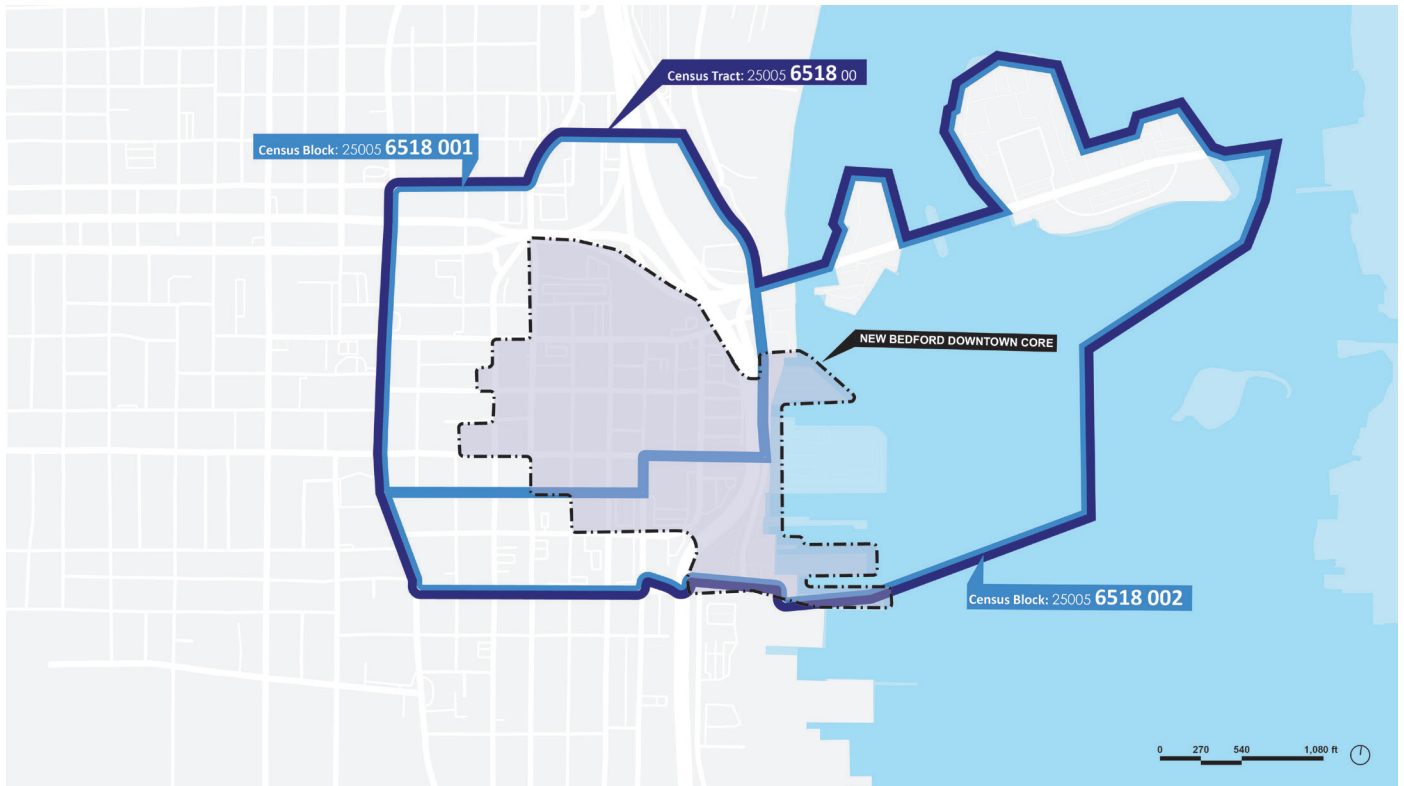 Census Tract: 25005 6518 00
Census Block: 25005 6518 001
NEW BEDFORD DOWNTOWN CORE
Census Block: 25005 6518 002
0 270 540 1,080 ft